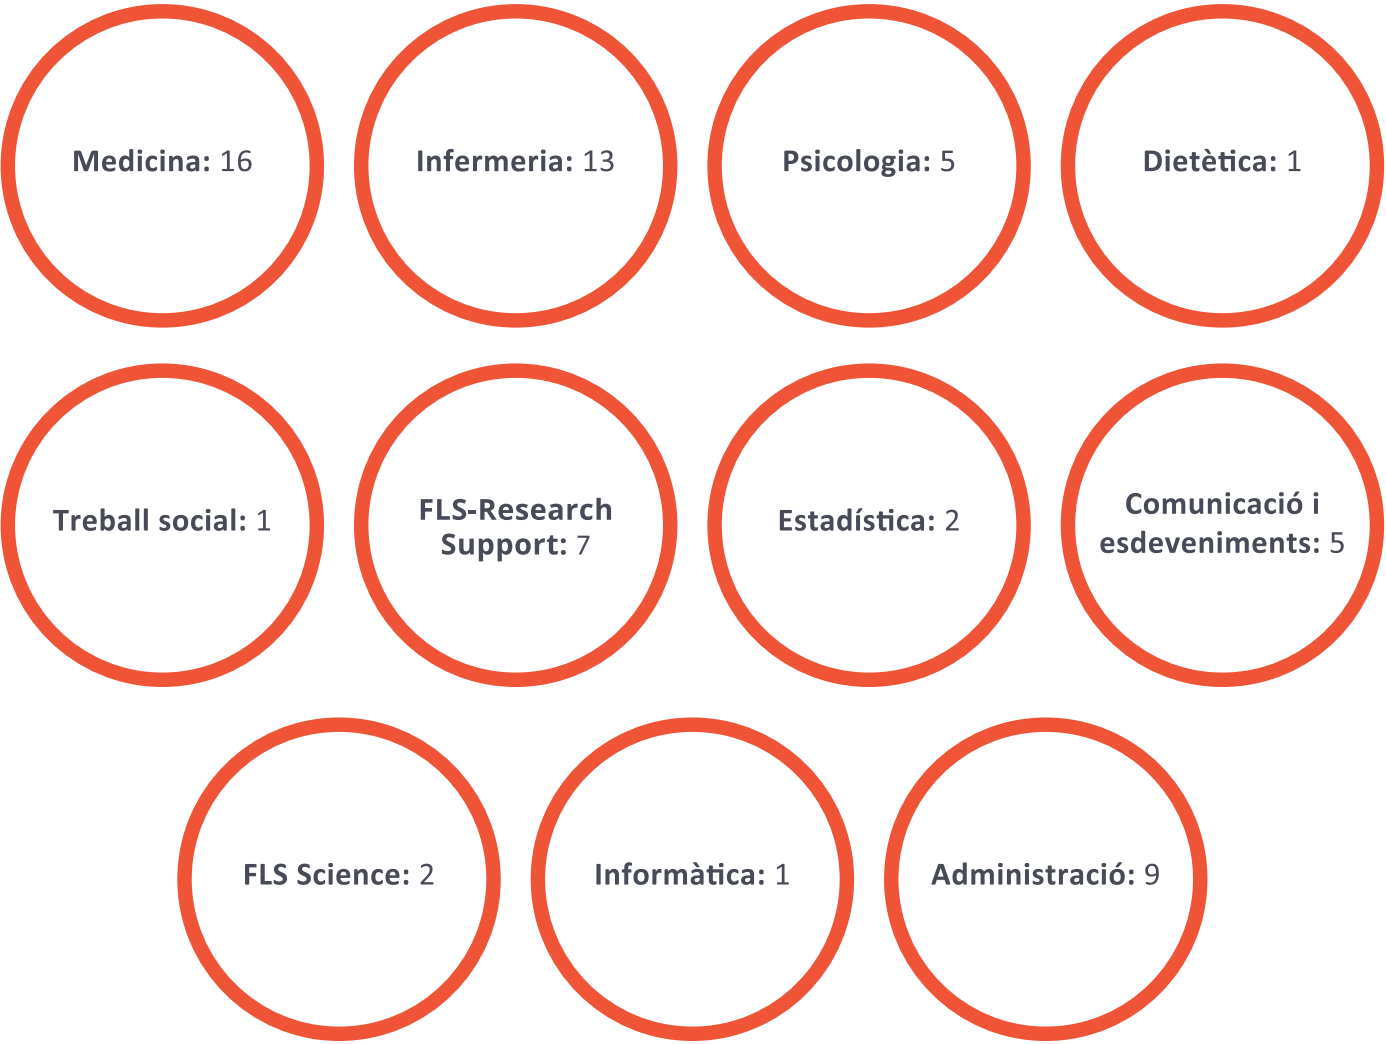 Medicina: 16
Infermeria: 13
Psicologia: 5
Dietètica: 1
Treball social: 1
FLS-Research
Support: 7
Estadística: 2
Comunicació i
esdeveniments: 5
FLS Science: 2
Informàtica: 1
Administració: 9